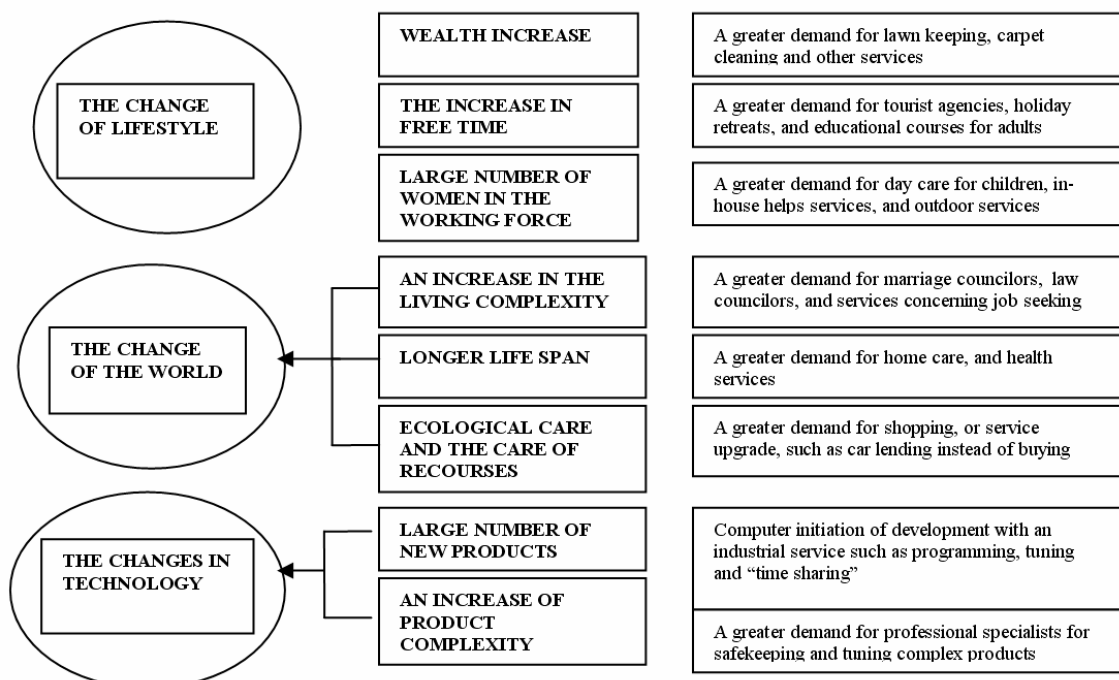 THE CHANGE
OF LIFESTYLE
WEALTH INCREASE
A greater demand for lawn keeping, carpet
cleaning and other services
THE INCREASE IN
FREE TIME
A greater demand for tourist agencies, holiday
retreats, and educational courses for adults
LARGE NUMBER OF
WOMEN IN THE
WORKING FORCE
A greater demand for day care for children, in-
house helps services, and outdoor services
THE CHANGE
OF THE WORLD
AN INCREASE IN THE
LIVING COMPLEXITY
A greater demand for marriage councilors, law
councilors, and services concerning job seeking
LONGER LIFE SPAN
A greater demand for home care, and health
services
ECOLOGICAL CARE
AND THE CARE OF
RECOURSES
A greater demand for shopping, or service
upgrade, such as car lending instead of buying
THE CHANGES IN
TECHNOLOGY
LARGE NUMBER OF
NEW PRODUCTS
Computer initiation of development with an
industrial service such as programming, tuning
and “time sharing”
AN INCREASE OF
PRODUCT
COMPLEXITY
A greater demand for professional specialists for
safekeeping and tuning complex products